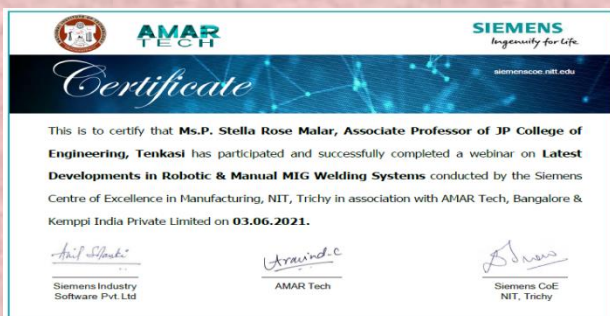 AMAR
TECH
SIEMENS
Ingenuity for life
siemenscoe.nitt.edu
Certificate
This is to certify that Ms.P. Stella Rose Malar, Associate Professor of JP College of
Engineering, Tenkasi has participated and successfully completed a webinar on Latest
Developments in Robotic & Manual MIG Welding Systems conducted by the Siemens
Centre of Excellence in Manufacturing, NIT, Trichy in association with AMAR Tech, Bangalore &
Kemppi India Private Limited on 03.06.2021.
Aravind.C
Siemens Industry
Software Pvt. Ltd
AMAR Tech
Siemens CoE
NIT, Trichy